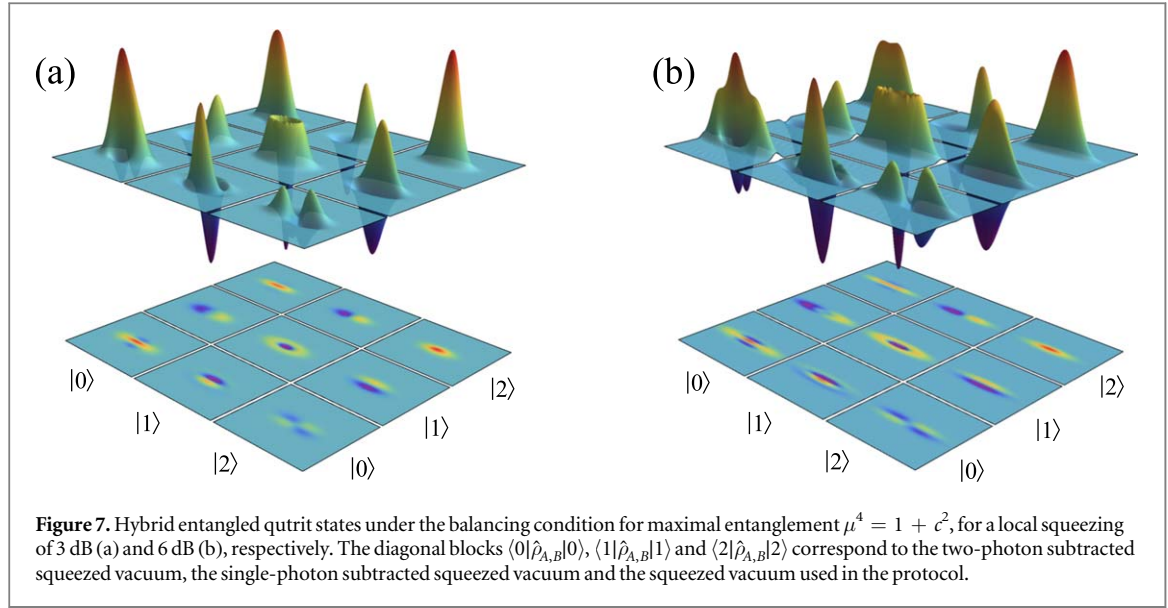 (a)
(b)
|0⟩
|1⟩
|2⟩
|0⟩
|1⟩
|2⟩
|0⟩
|1⟩
|2⟩
|0⟩
|1⟩
|2⟩
Figure 7. Hybrid entangled qutrit states under the balancing condition for maximal entanglement μ⁴ = 1 + c², for a local squeezing
of 3 dB (a) and 6 dB (b), respectively. The diagonal blocks ⟨0|ρ̂_A,B|0⟩, ⟨1|ρ̂_A,B|1⟩ and ⟨2|ρ̂_A,B|2⟩ correspond to the two-photon subtracted
squeezed vacuum, the single-photon subtracted squeezed vacuum and the squeezed vacuum used in the protocol.